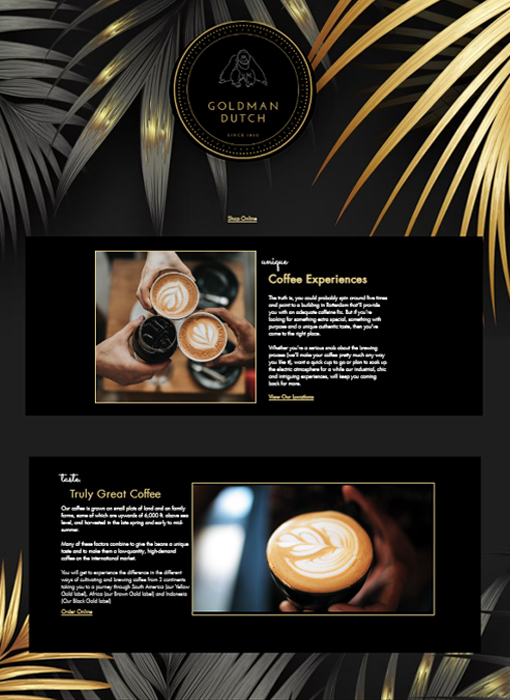 GOLDMAN
DUTCH
SINCE 1850
Shop Online
unique
Coffee Experiences
The truth is, you could probably spin around five times
and point to a building in Rotterdam that'll provide
you with an adequate caffeine fix. But if you're
looking for something extra special, something with
purpose and a unique authentic taste, then you've
come to the right place.
Whether you're a serious snob about the brewing
process (we'll make your coffee pretty much any way
you like it), want a quick cup to go or plan to soak up
the electric atmosphere for a while our industrial, chic
and intriguing experiences, will keep you coming
back for more.
View Our Locations
taste
Truly Great Coffee
Our coffee is grown on small plots of land and on family
farms, some of which are upwards of 6,000 ft. above sea
level, and harvested in the late spring and early to mid-
summer.
Many of these factors combine to give the beans a unique
taste and to make them a low-quantity, high-demand
coffee on the international market.
You will get to experience the difference in the different
ways of cultivating and brewing coffee from 3 continents
taking you to a journey through South America (our Yellow
Gold label), Africa (our Brown Gold label) and Indonesia
(Our Black Gold label)
Order Online